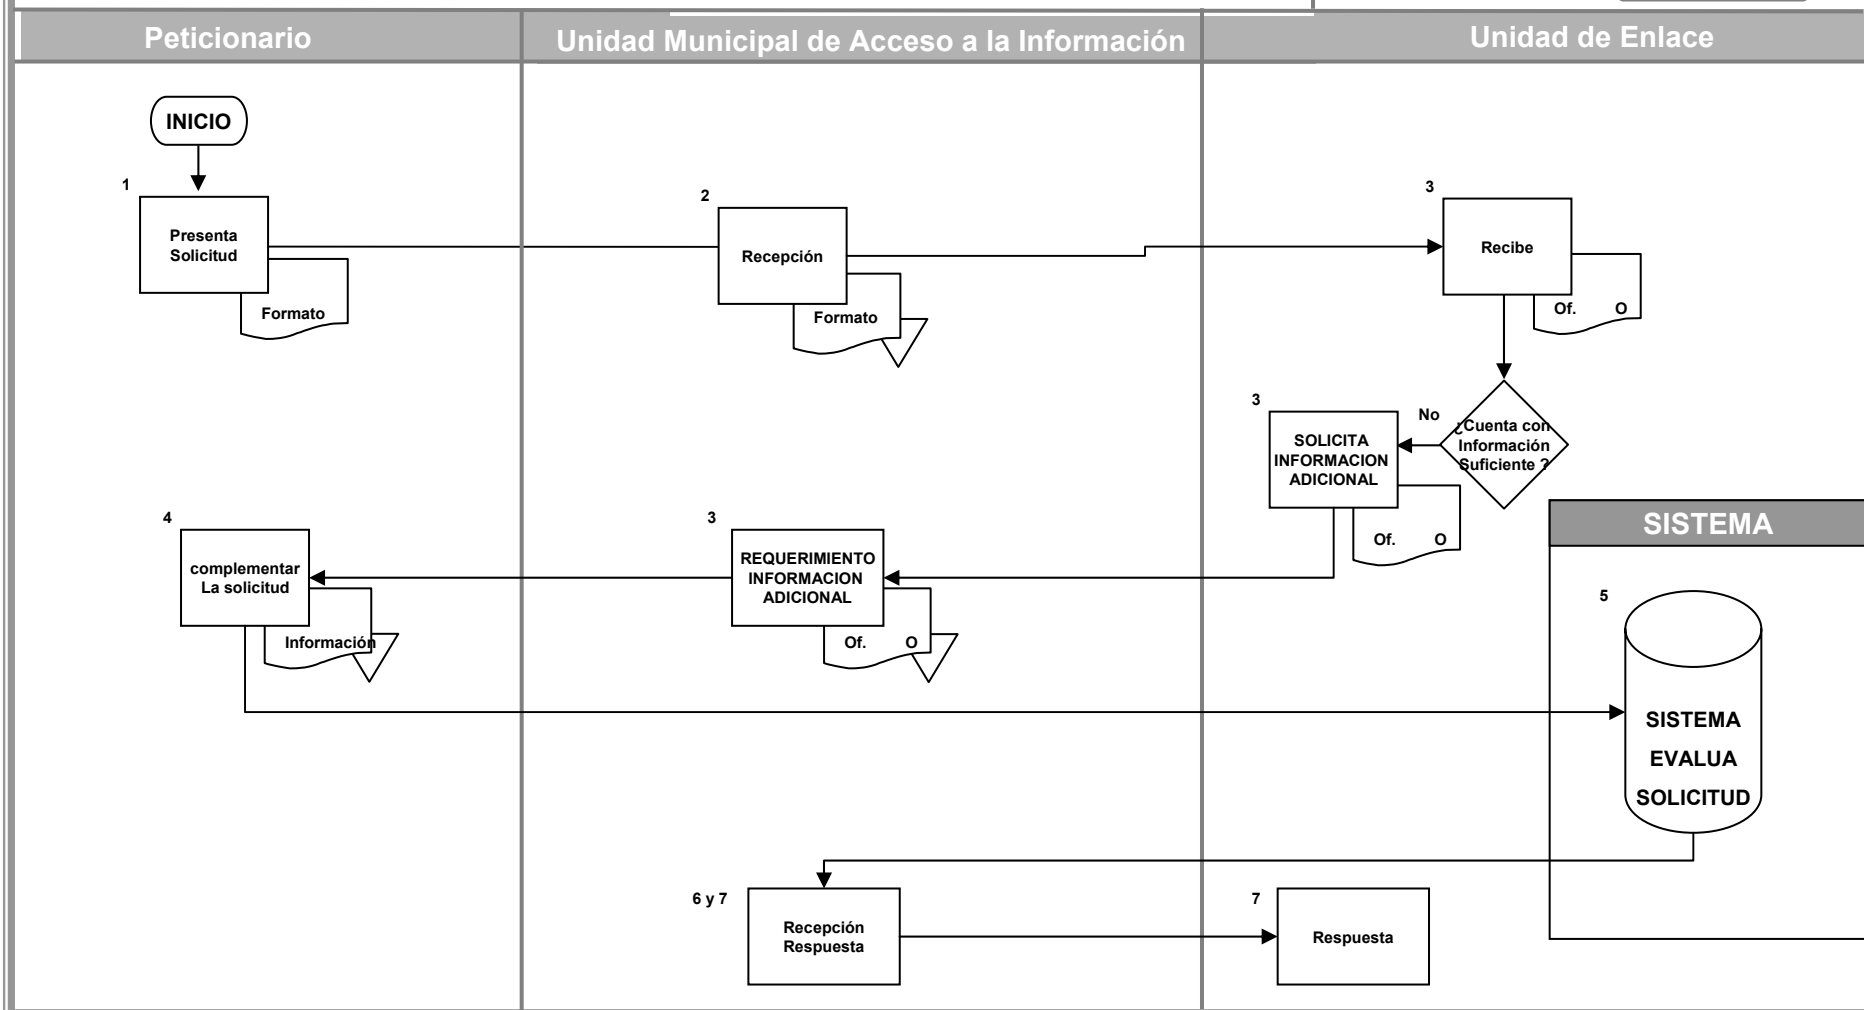 Peticionario
Unidad Municipal de Acceso a la Información
Unidad de Enlace
INICIO
1
Presenta
Solicitud
Formato
2
Recepción
Formato
3
Recibe
Of. O
¿Cuenta con
Información
Suficiente ?
No
3
SOLICITA
INFORMACION
ADICIONAL
Of. O
3
REQUERIMIENTO
INFORMACION
ADICIONAL
Of. O
4
complementar
La solicitud
Información
SISTEMA
5
SISTEMA
EVALUA
SOLICITUD
6 y 7
Recepción
Respuesta
7
Respuesta